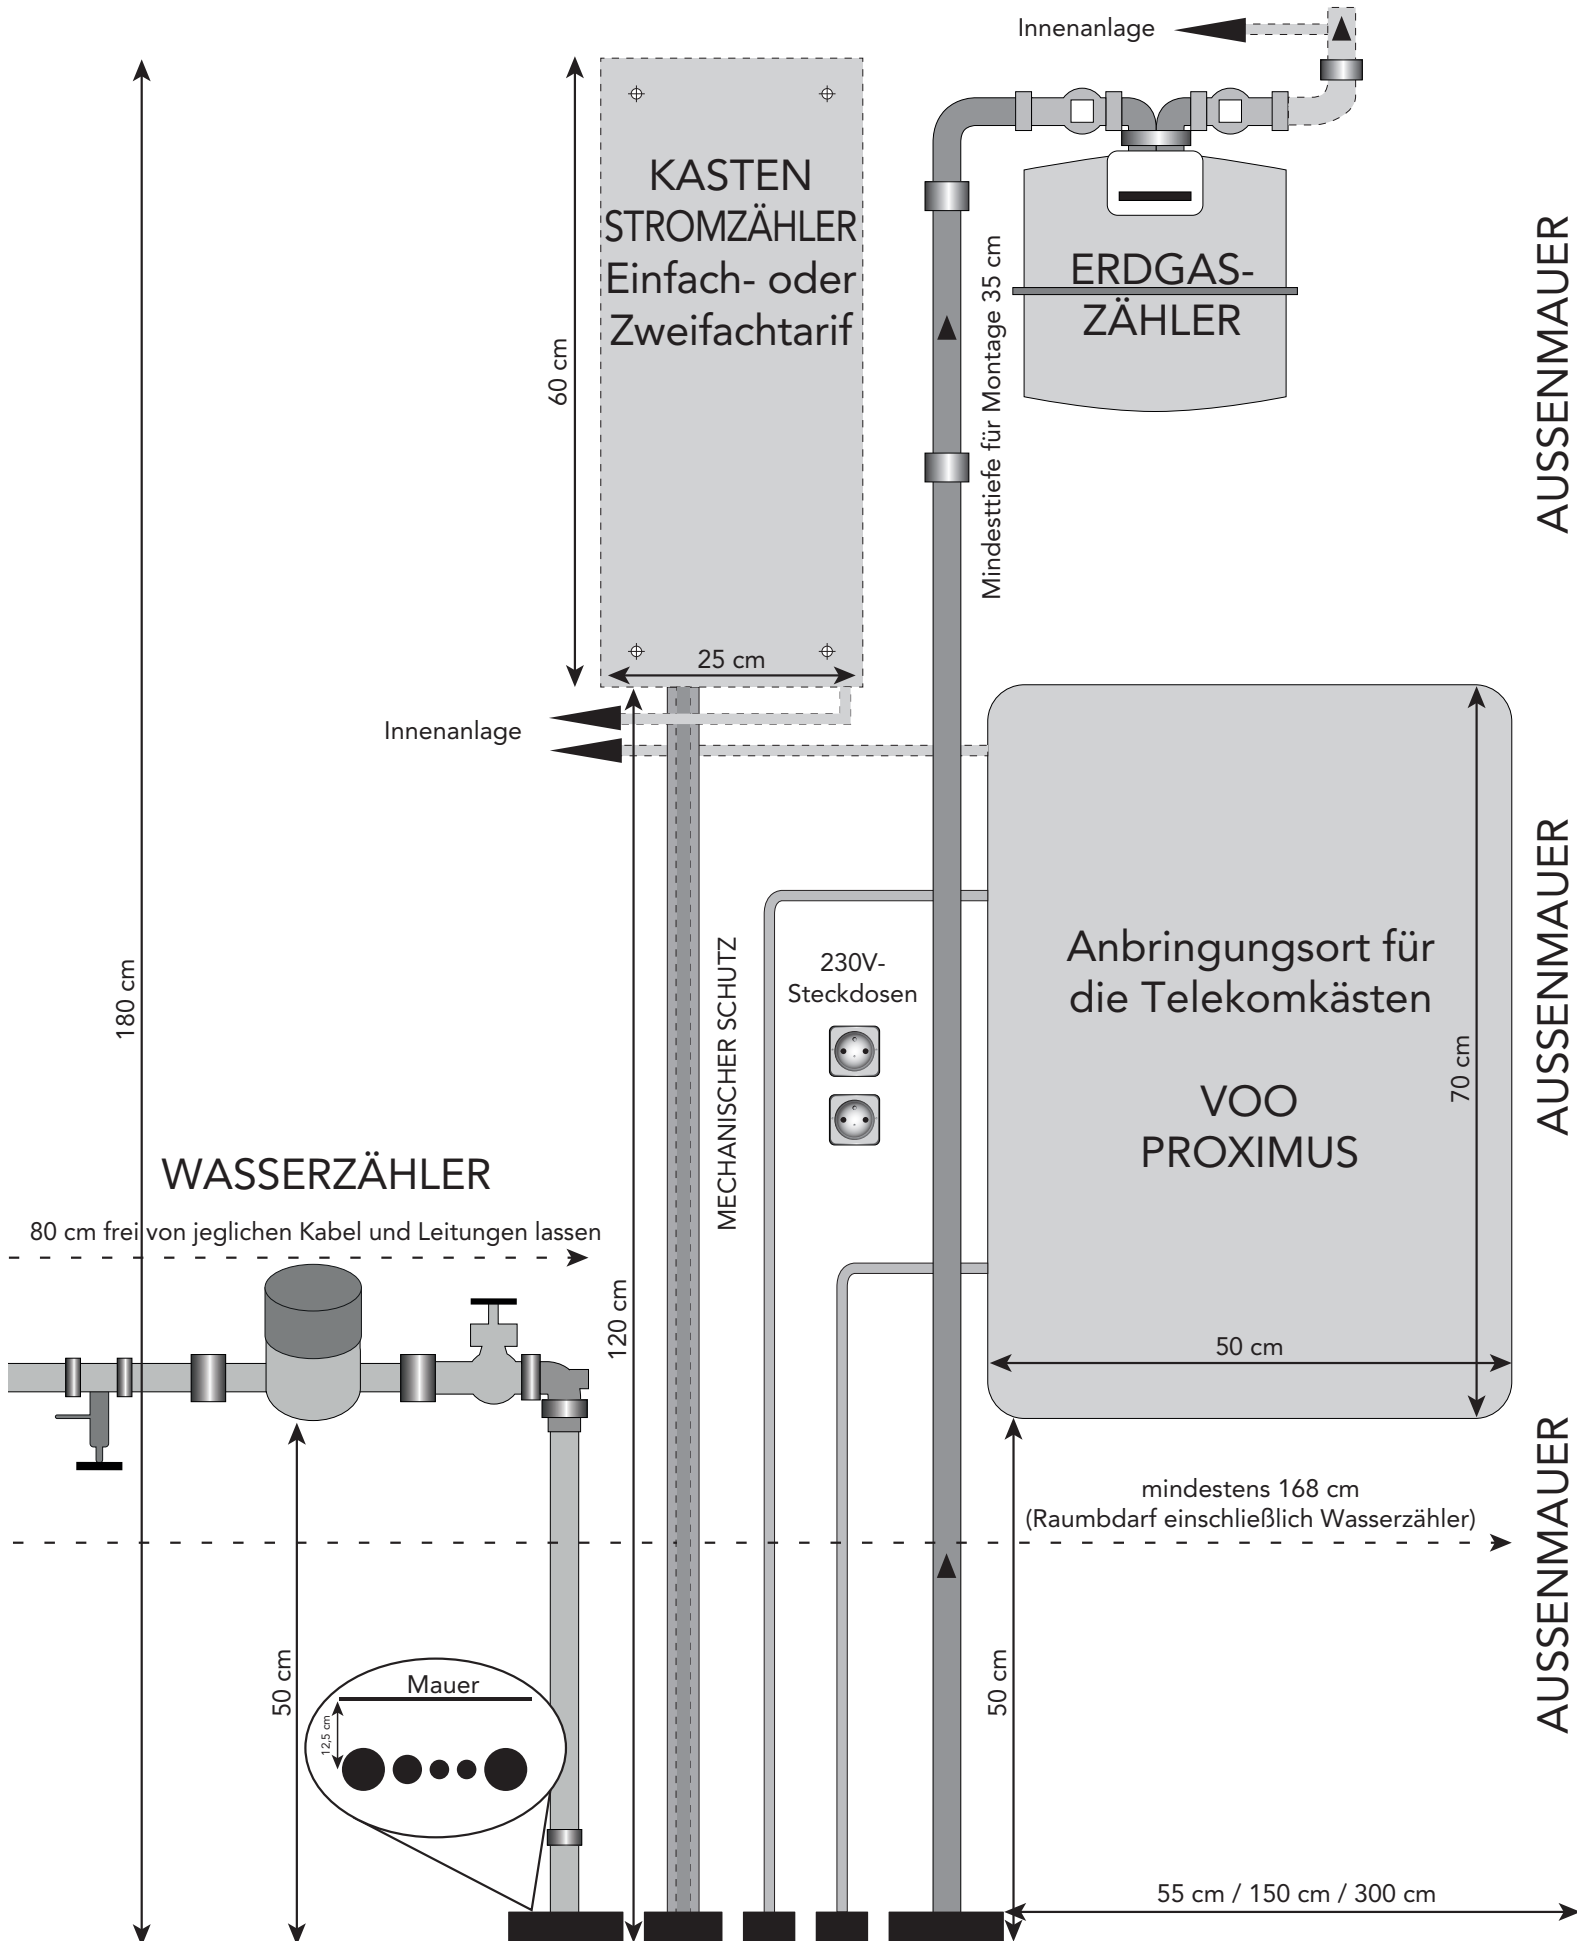 Innenanlage
KASTEN
STROMZÄHLER
Einfach- oder
Zweifachtarif
60 cm
25 cm
ERDGAS-
ZÄHLER
Mindesttiefe für Montage 35 cm
AUSSENMAUER
Innenanlage
180 cm
MECHANISCHER SCHUTZ
230V-
Steckdosen
Anbringungsort für
die Telekomkästen
VOO
PROXIMUS
70 cm
50 cm
AUSSENMAUER
WASSERZÄHLER
80 cm frei von jeglichen Kabel und Leitungen lassen
120 cm
mindestens 168 cm
(Raumbdarf einschließlich Wasserzähler)
AUSSENMAUER
50 cm
Mauer
12,5 cm
50 cm
55 cm / 150 cm / 300 cm